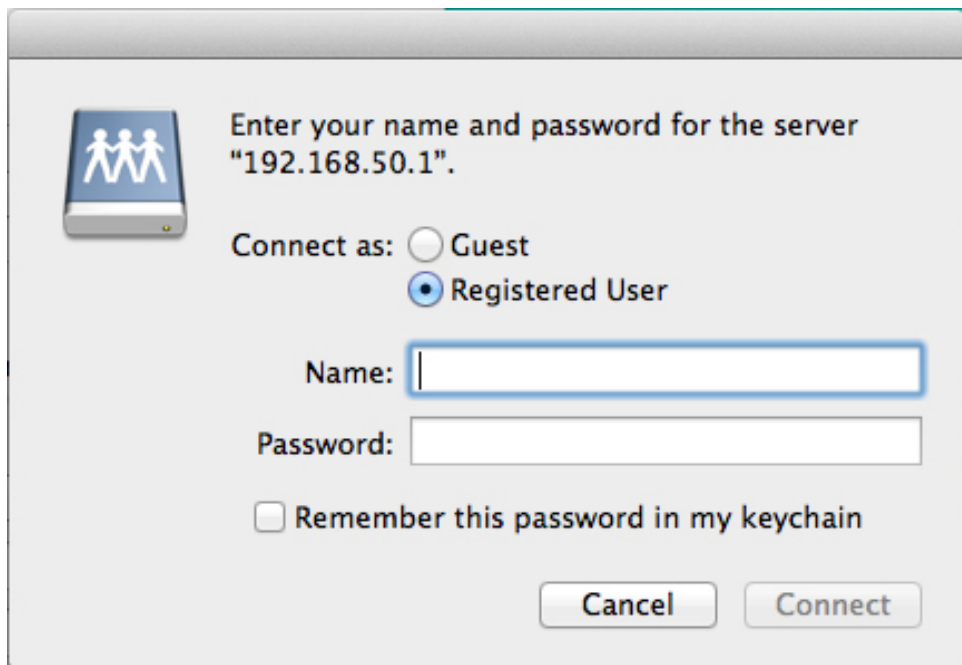 Enter your name and password for the server
"192.168.50.1".
Connect as: Guest
Registered User
Name:
Password:
Remember this password in my keychain
Cancel Connect